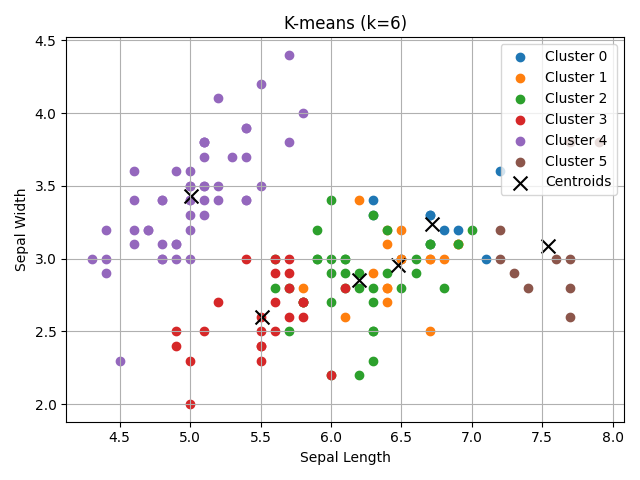 K-means (k=6)
4.5
4.0
3.5
3.0
2.5
2.0
Sepal Width
Cluster 0
Cluster 1
Cluster 2
Cluster 3
Cluster 4
Cluster 5
Centroids
4.5 5.0 5.5 6.0 6.5 7.0 7.5 8.0
Sepal Length